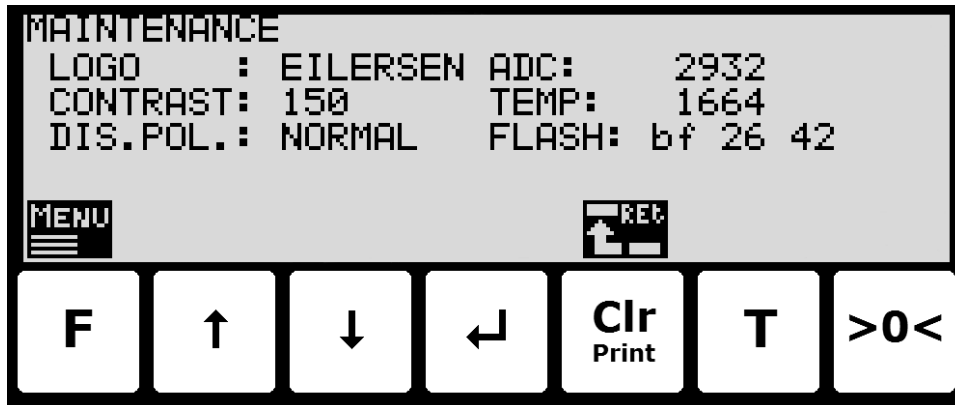 MAINTENANCE
LOGO : EILERSEN ADC: 2932
CONTRAST: 150 TEMP: 1664
DIS.POL.: NORMAL FLASH: bf 26 42
MENU
RET
F ↑ ↓ ↵ Clr T >0<
Print